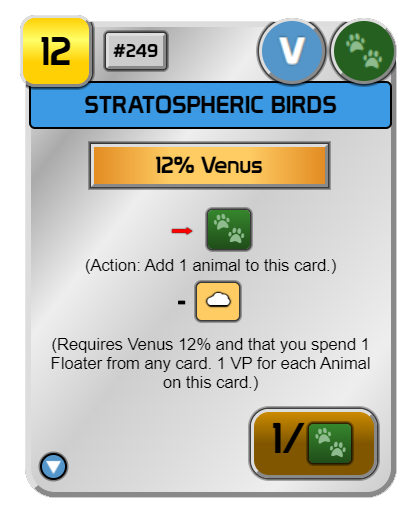 12
#249
V
STRATOSPHERIC BIRDS
12% Venus
(Action: Add 1 animal to this card.)
-
(Requires Venus 12% and that you spend 1
Floater from any card. 1 VP for each Animal
on this card.)
1/